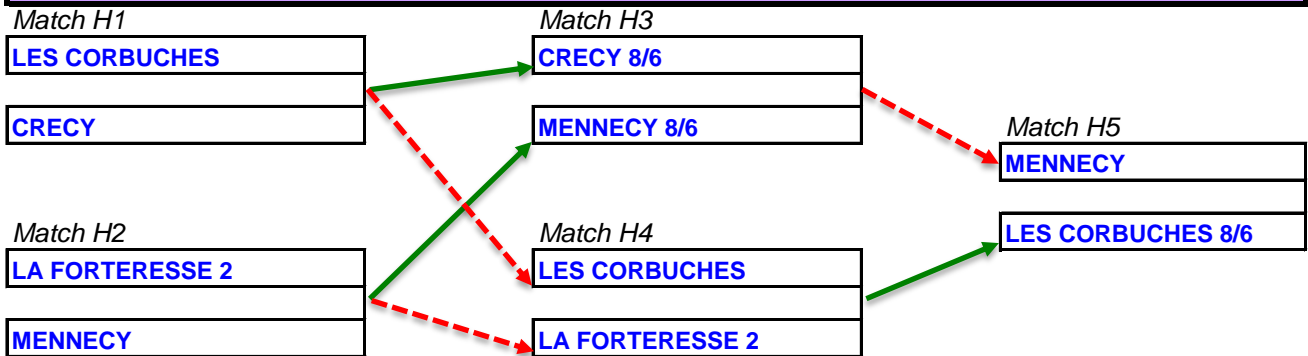 Match H1
LES CORBUCHES
CRECY
Match H2
LA FORTERESSE 2
MENNECY
Match H3
CRECY 8/6
MENNECY 8/6
Match H4
LES CORBUCHES
LA FORTERESSE 2
Match H5
MENNECY
LES CORBUCHES 8/6